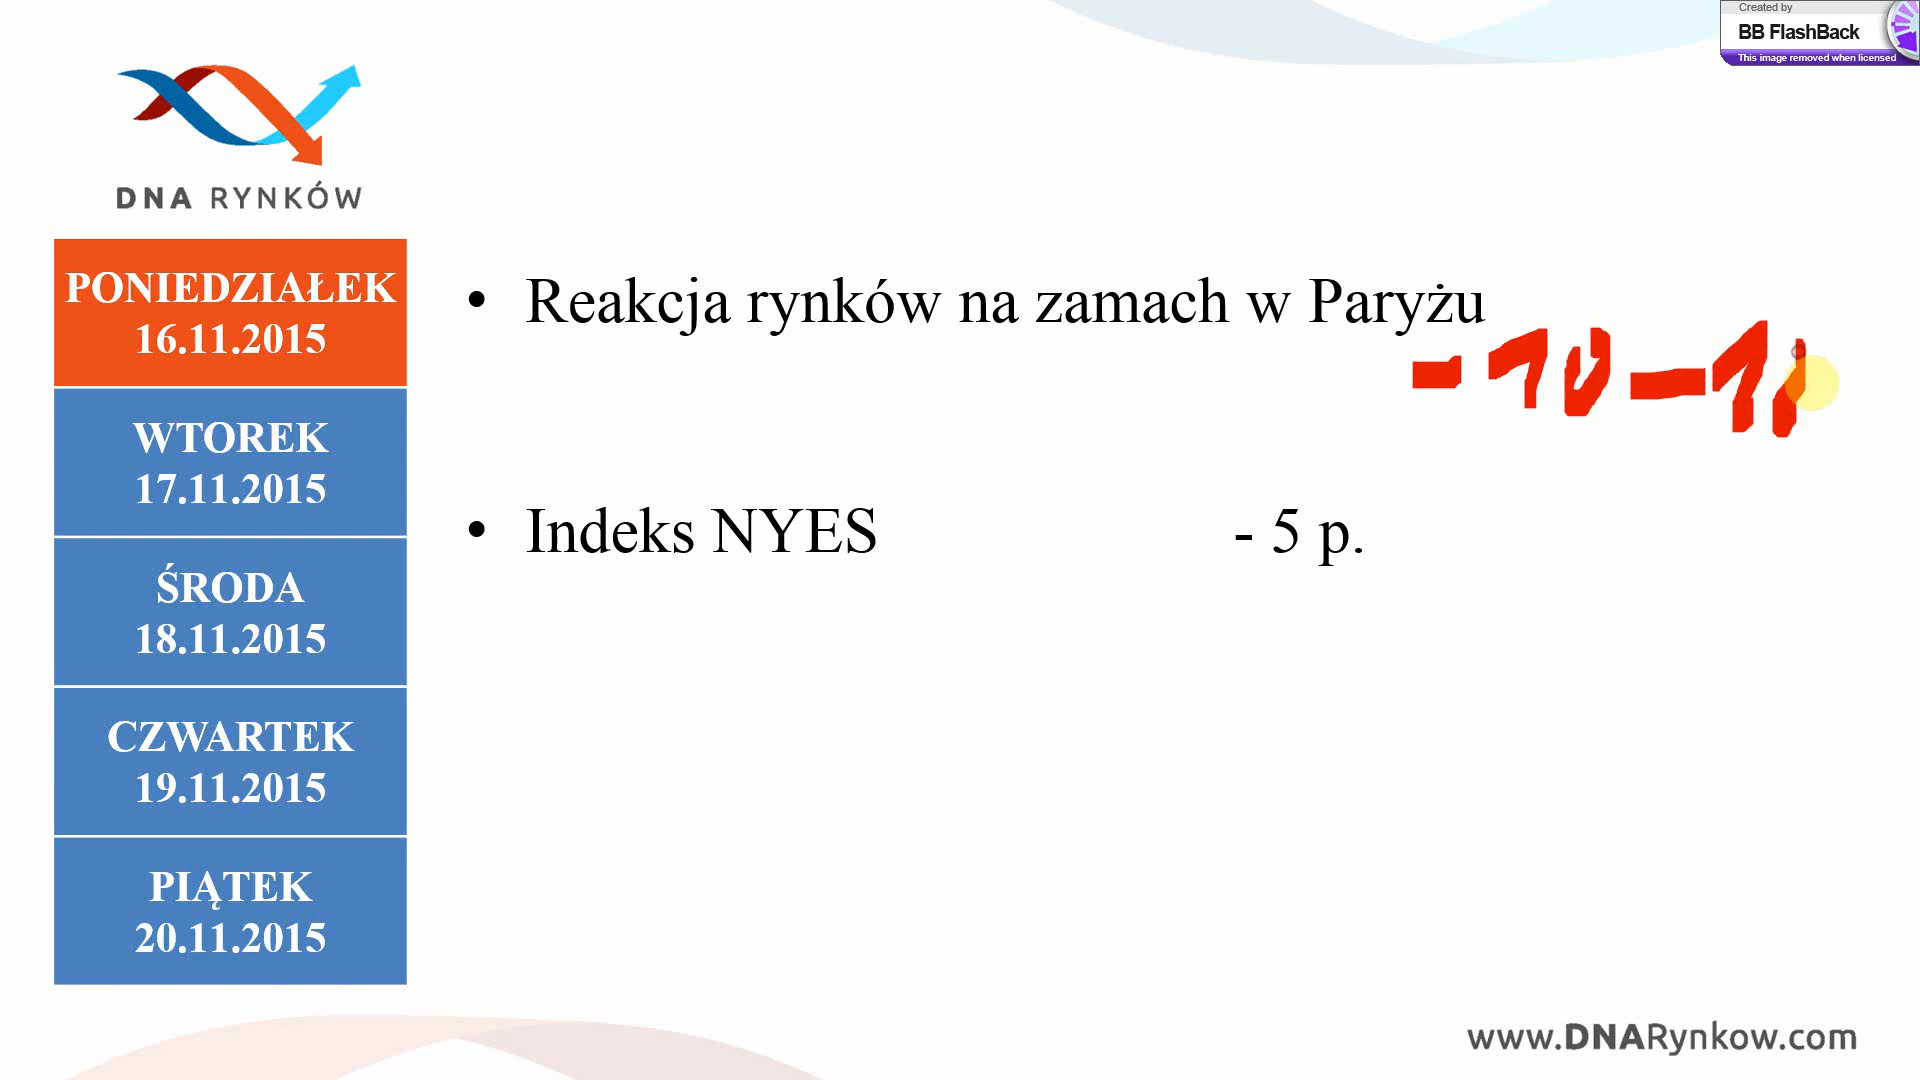 Created by
BB FlashBack
This image removed when licensed
DNA RYNKÓW
PONIEDZIAŁEK
16.11.2015
WTOREK
17.11.2015
ŚRODA
18.11.2015
CZWARTEK
19.11.2015
PIĄTEK
20.11.2015
• Reakcja rynków na zamach w Paryżu
- 10 -
• Indeks NYES - 5 p.
www.DNARynkow.com